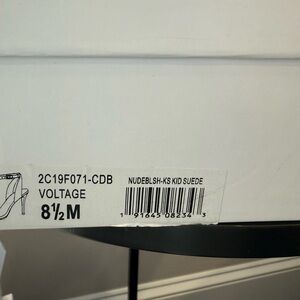 2C19F071-CDB
VOLTAGE
8½M
NUDEBLSH-KS KID SUEDE
1 91645 08234 3